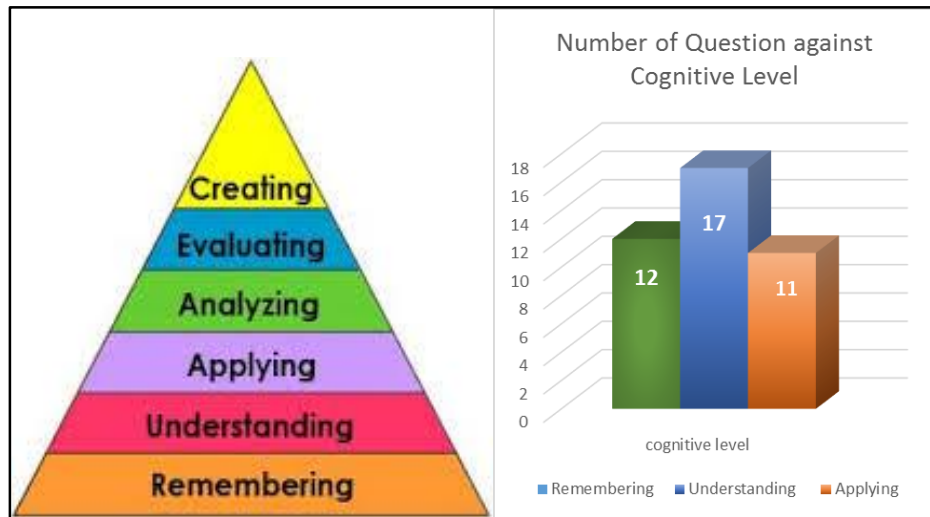 Creating
Evaluating
Analyzing
Applying
Understanding
Remembering
Number of Question against
Cognitive Level
18
16
14
12
10
8
6
4
2
0
12
17
11
cognitive level
Remembering Understanding Applying